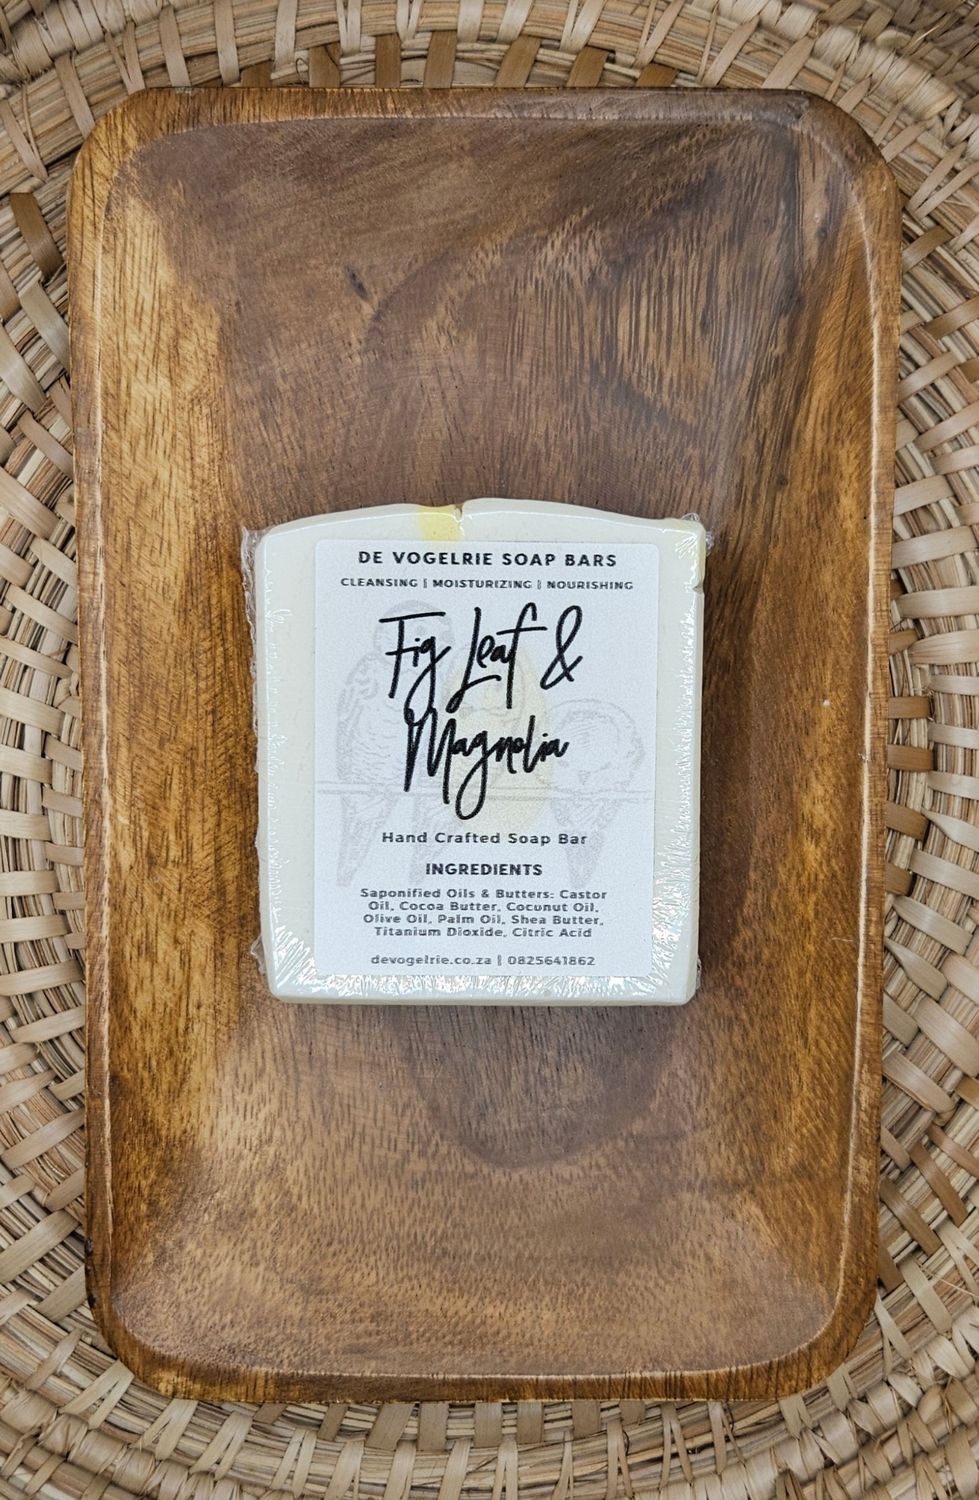 DE VOGELRIE SOAP BARS
CLEANSING | MOISTURIZING | NOURISHING
Fig Leaf &
Magnolia
Hand Crafted Soap Bar
INGREDIENTS
Saponified Oils & Butters: Castor
Oil, Cocoa Butter, Coconut Oil,
Olive Oil, Palm Oil, Shea Butter,
Titanium Dioxide, Citric Acid
devogelrie.co.za | 0825641862